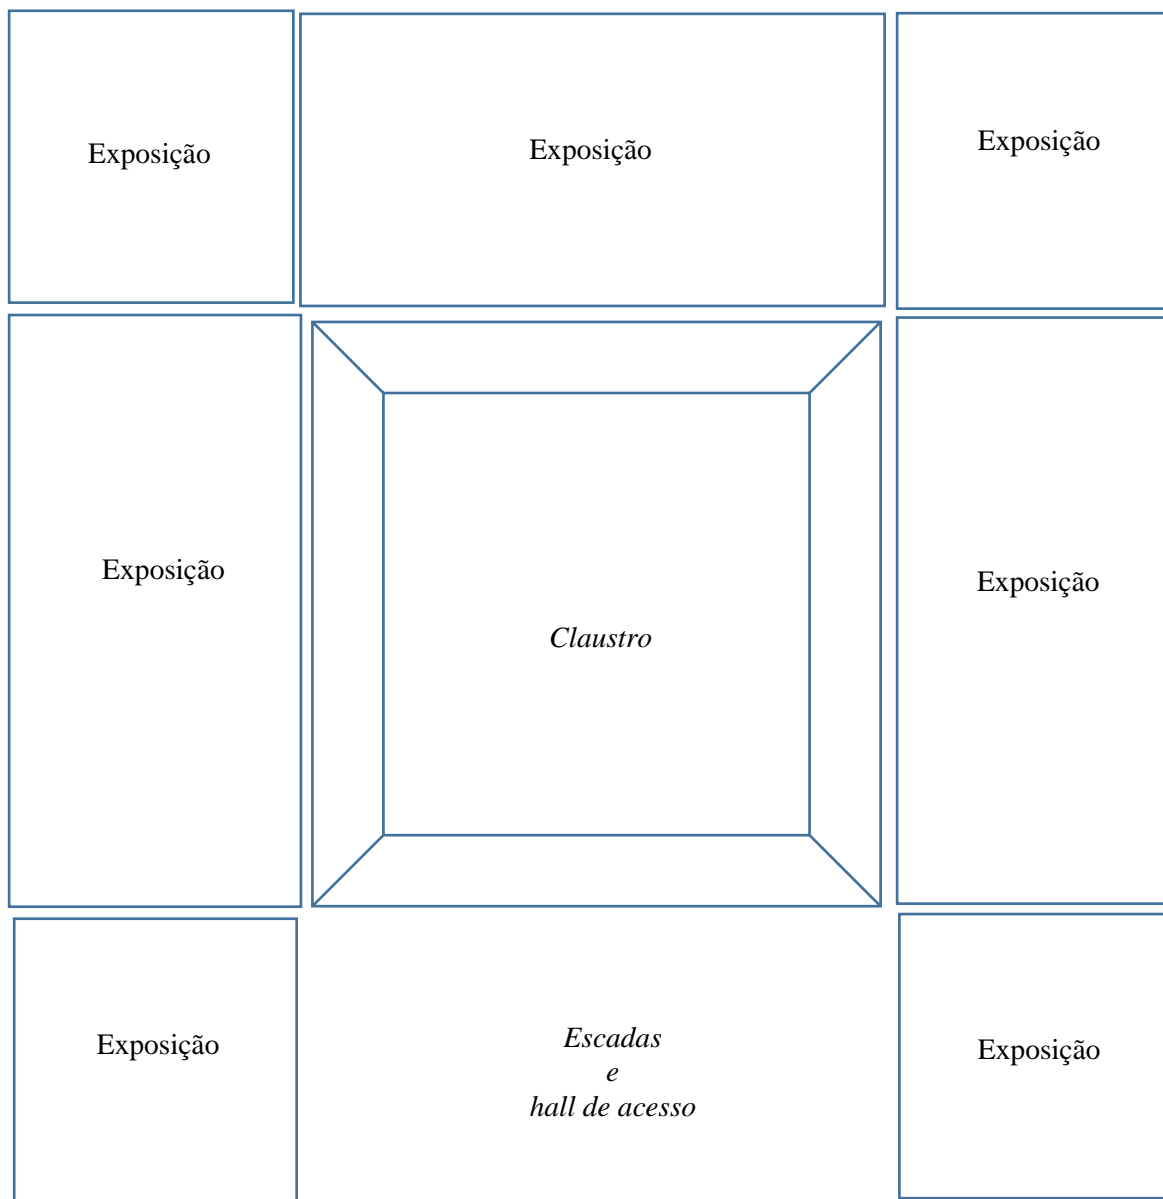 Exposição
Exposição
Exposição
Exposição
Exposição
Claustro
Exposição
Escadas
e
hall de acesso
Exposição